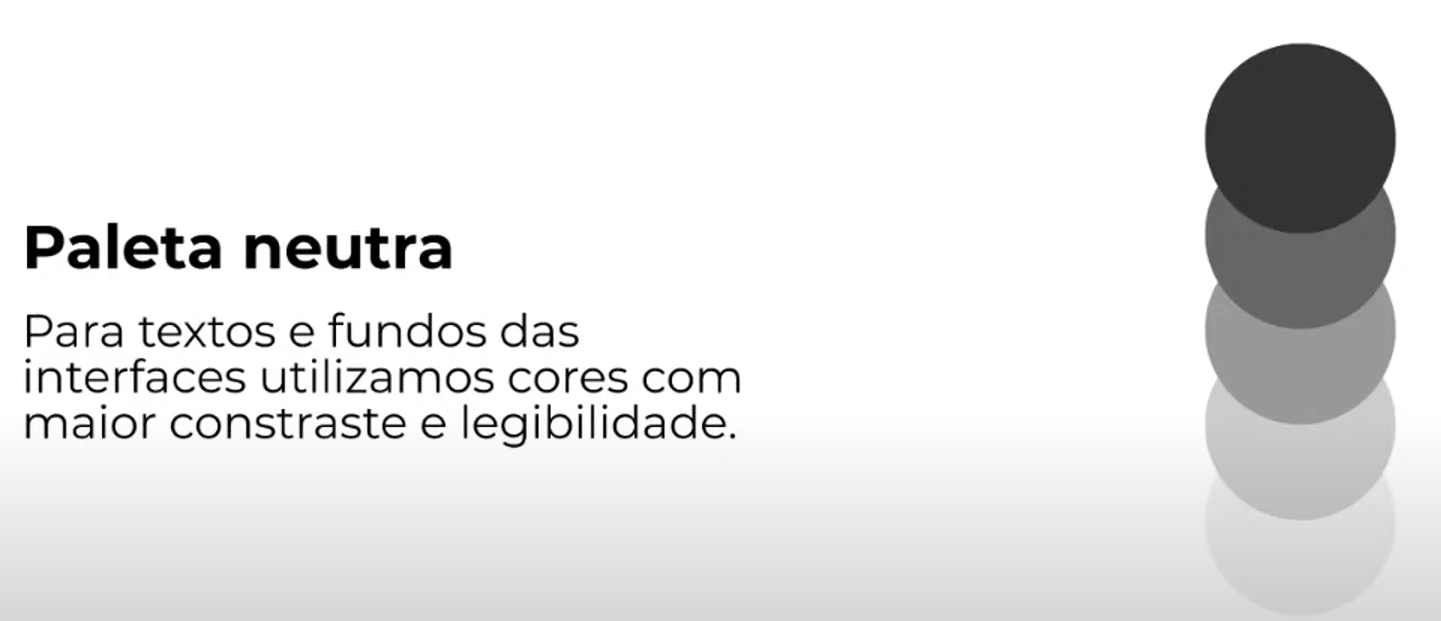 Paleta neutra
Para textos e fundos das
interfaces utilizamos cores com
maior constraste e legibilidade.